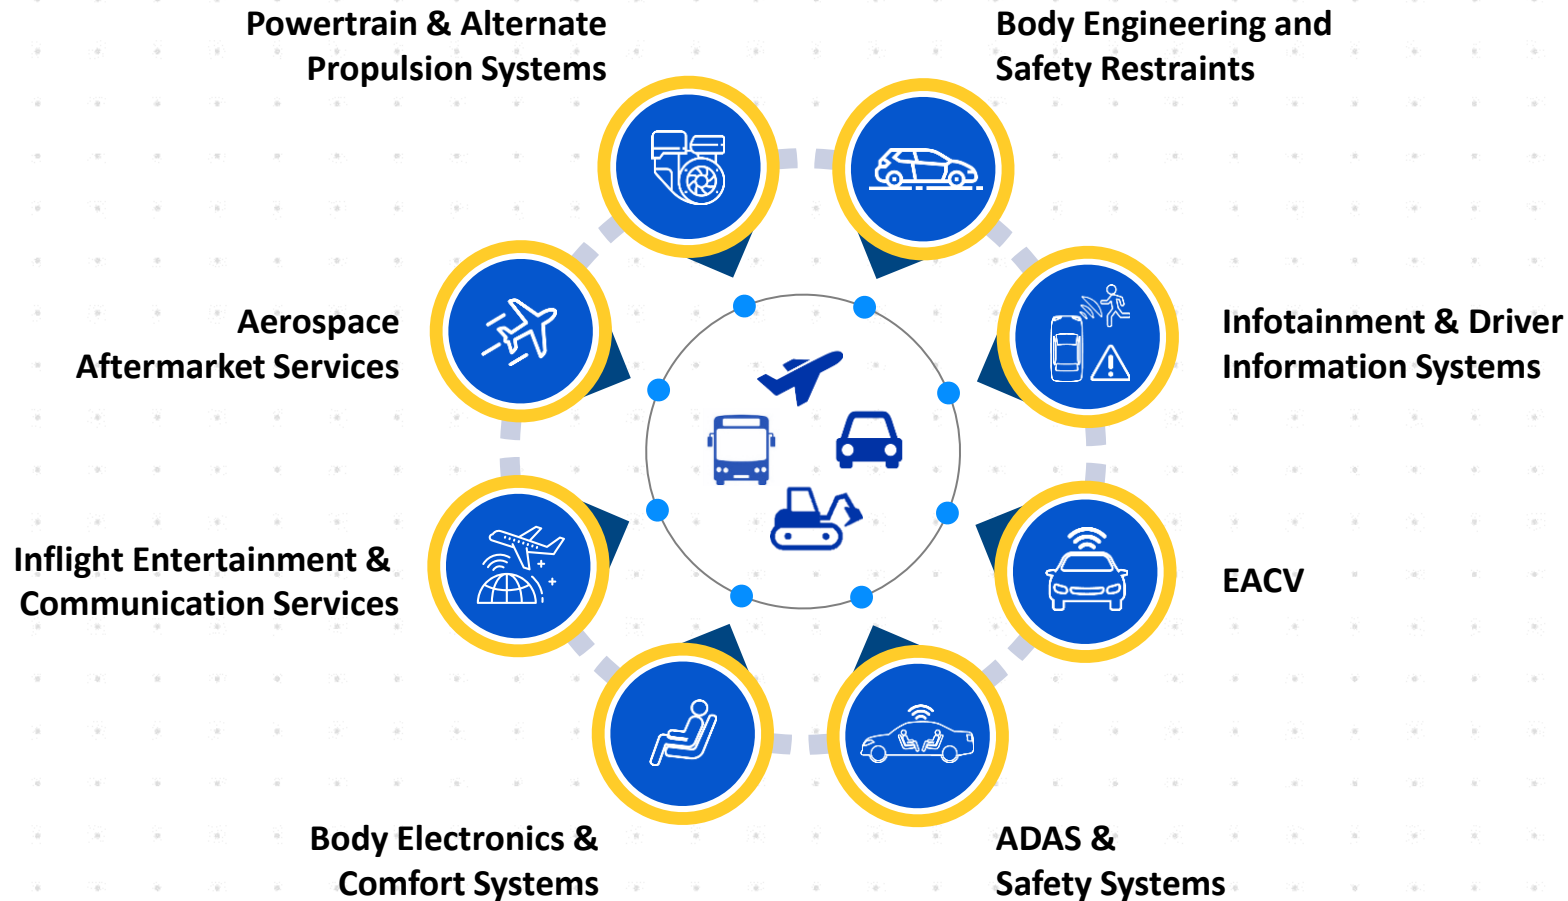 Powertrain & Alternate
Propulsion Systems
Body Engineering and
Safety Restraints
Aerospace
Aftermarket Services
Infotainment & Driver
Information Systems
Inflight Entertainment &
Communication Services
EACV
Body Electronics &
Comfort Systems
ADAS &
Safety Systems